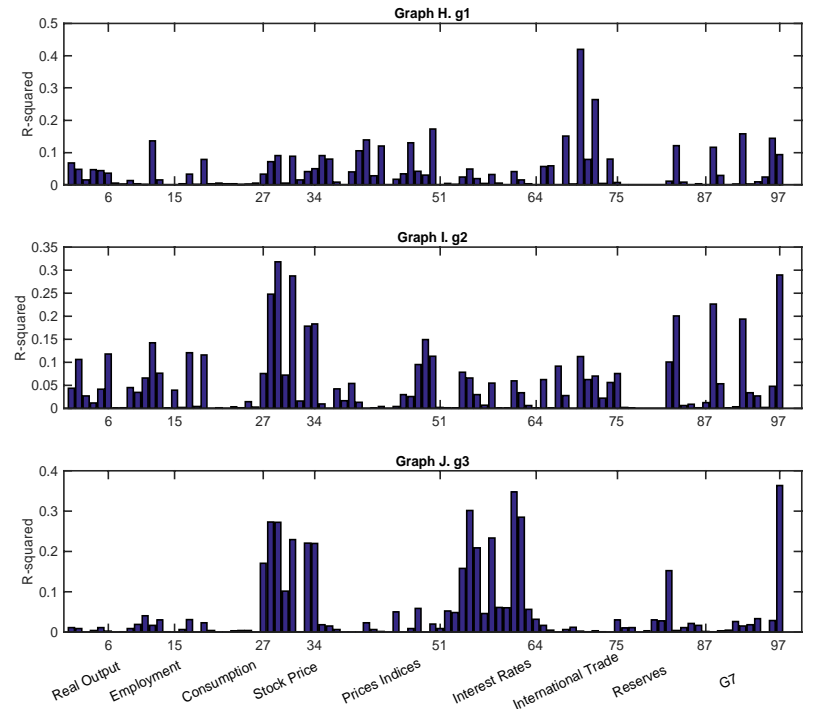 Graph H. g1
R-squared
0.5
0.4
0.3
0.2
0.1
0
6 15 27 34 51 64 75 87 97
Graph I. g2
R-squared
0.35
0.3
0.25
0.2
0.15
0.1
0.05
0
6 15 27 34 51 64 75 87 97
Graph J. g3
R-squared
0.4
0.3
0.2
0.1
0
6 15 27 34 51 64 75 87 97
Real Output Employment Consumption Stock Price Prices Indices Interest Rates International Trade Reserves G7